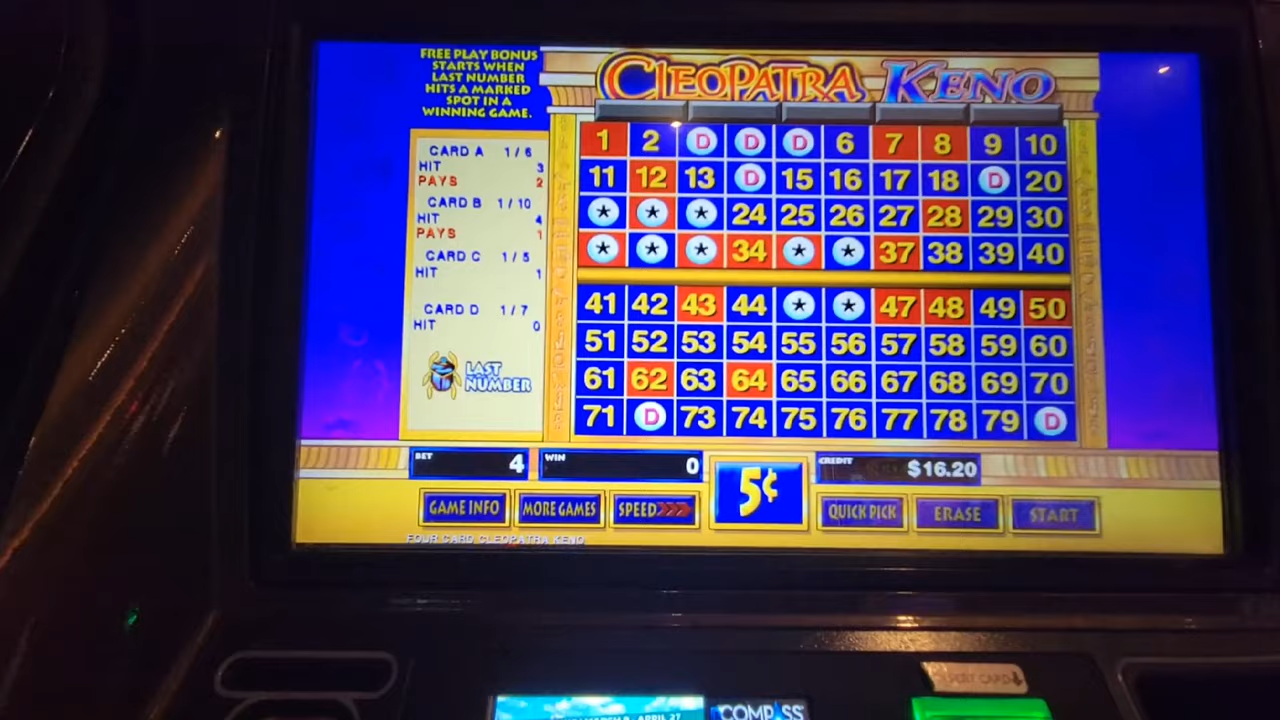 FREE PLAY BONUS
STARTS WHEN
LAST NUMBER
HITS A MARKED
SPOT IN A
WINNING GAME.
CLEOPATRA KENO
CARD A 1/6
HIT 3
PAYS 2
CARD B 1/10
HIT 4
PAYS 1
CARD C 1/5
HIT 1
CARD D 1/7
HIT 0
LAST
NUMBER
1 2 D D D 6 7 8 9 10
11 12 13 D 15 16 17 18 D 20
24 25 26 27 28 29 30
34 37 38 39 40
41 42 43 44 47 48 49 50
51 52 53 54 55 56 57 58 59 60
61 62 63 64 65 66 67 68 69 70
71 D 73 74 75 76 77 78 79 D
BET 4 WIN 0 5¢ CREDIT $16.20
GAME INFO MORE GAMES SPEED QUICK PICK ERASE START
FOUR CARD CLEOPATRA KENO
INSERT CARD
APRIL 27
COMPASS